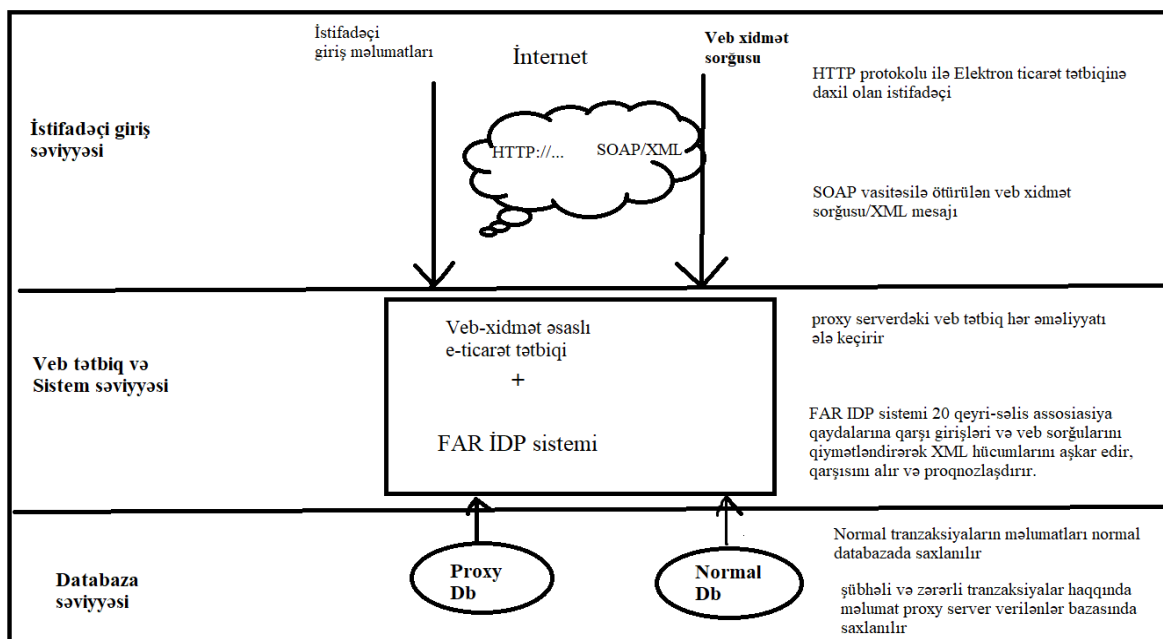 İstifadəçi
giriş məlumatları
İnternet
Veb xidmət
sorğusu
HTTP protokolu ilə Elektron ticarət tətbiqinə
daxil olan istifadəçi
İstifadəçi giriş
səviyyəsi
HTTP://...
SOAP/XML
SOAP vasitəsilə ötürülən veb xidmət
sorğusu/XML mesajı
Veb-xidmət əsaslı
e-ticarət tətbiqi
+
FAR İDP sistemi
proxy serverdəki veb tətbiq hər əməliyyatı
ələ keçirir
Veb tətbiq və
Sistem səviyyəsi
FAR IDP sistemi 20 qeyri-səlis assosiasiya
qaydalarına qarşı girişləri və veb sorğularını
qiymətləndirərək XML hücumlarını aşkar edir,
qarşısını alır və proqnozlaşdırır.
Databaza
səviyyəsi
Proxy
Db
Normal
Db
Normal tranzaksiyaların məlumatları normal
databazada saxlanılır
şübhəli və zərərli tranzaksiyalar haqqında
məlumat proxy server verilənlər bazasında
saxlanılır